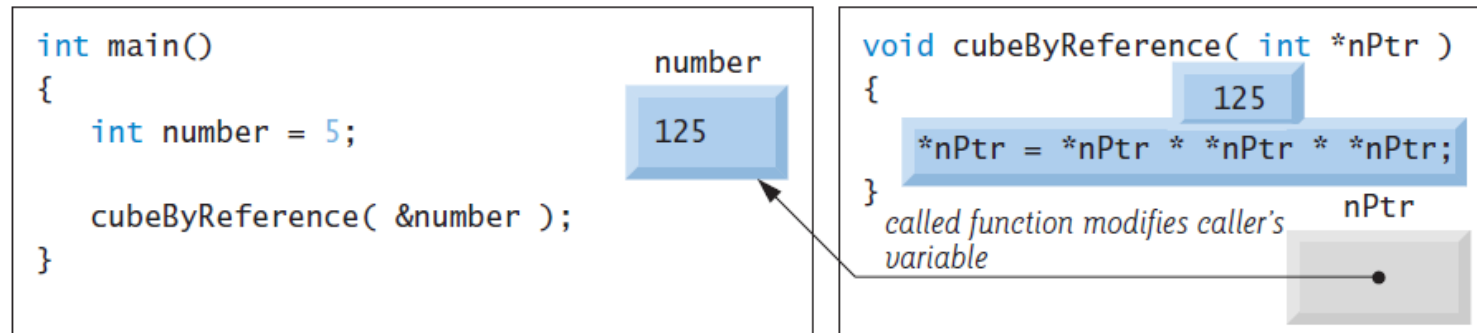 int main()
{
int number = 5;
cubeByReference( &number );
}
number
125
void cubeByReference( int *nPtr )
{
125
*nPtr = *nPtr * *nPtr * *nPtr;
}
called function modifies caller's
variable
nPtr